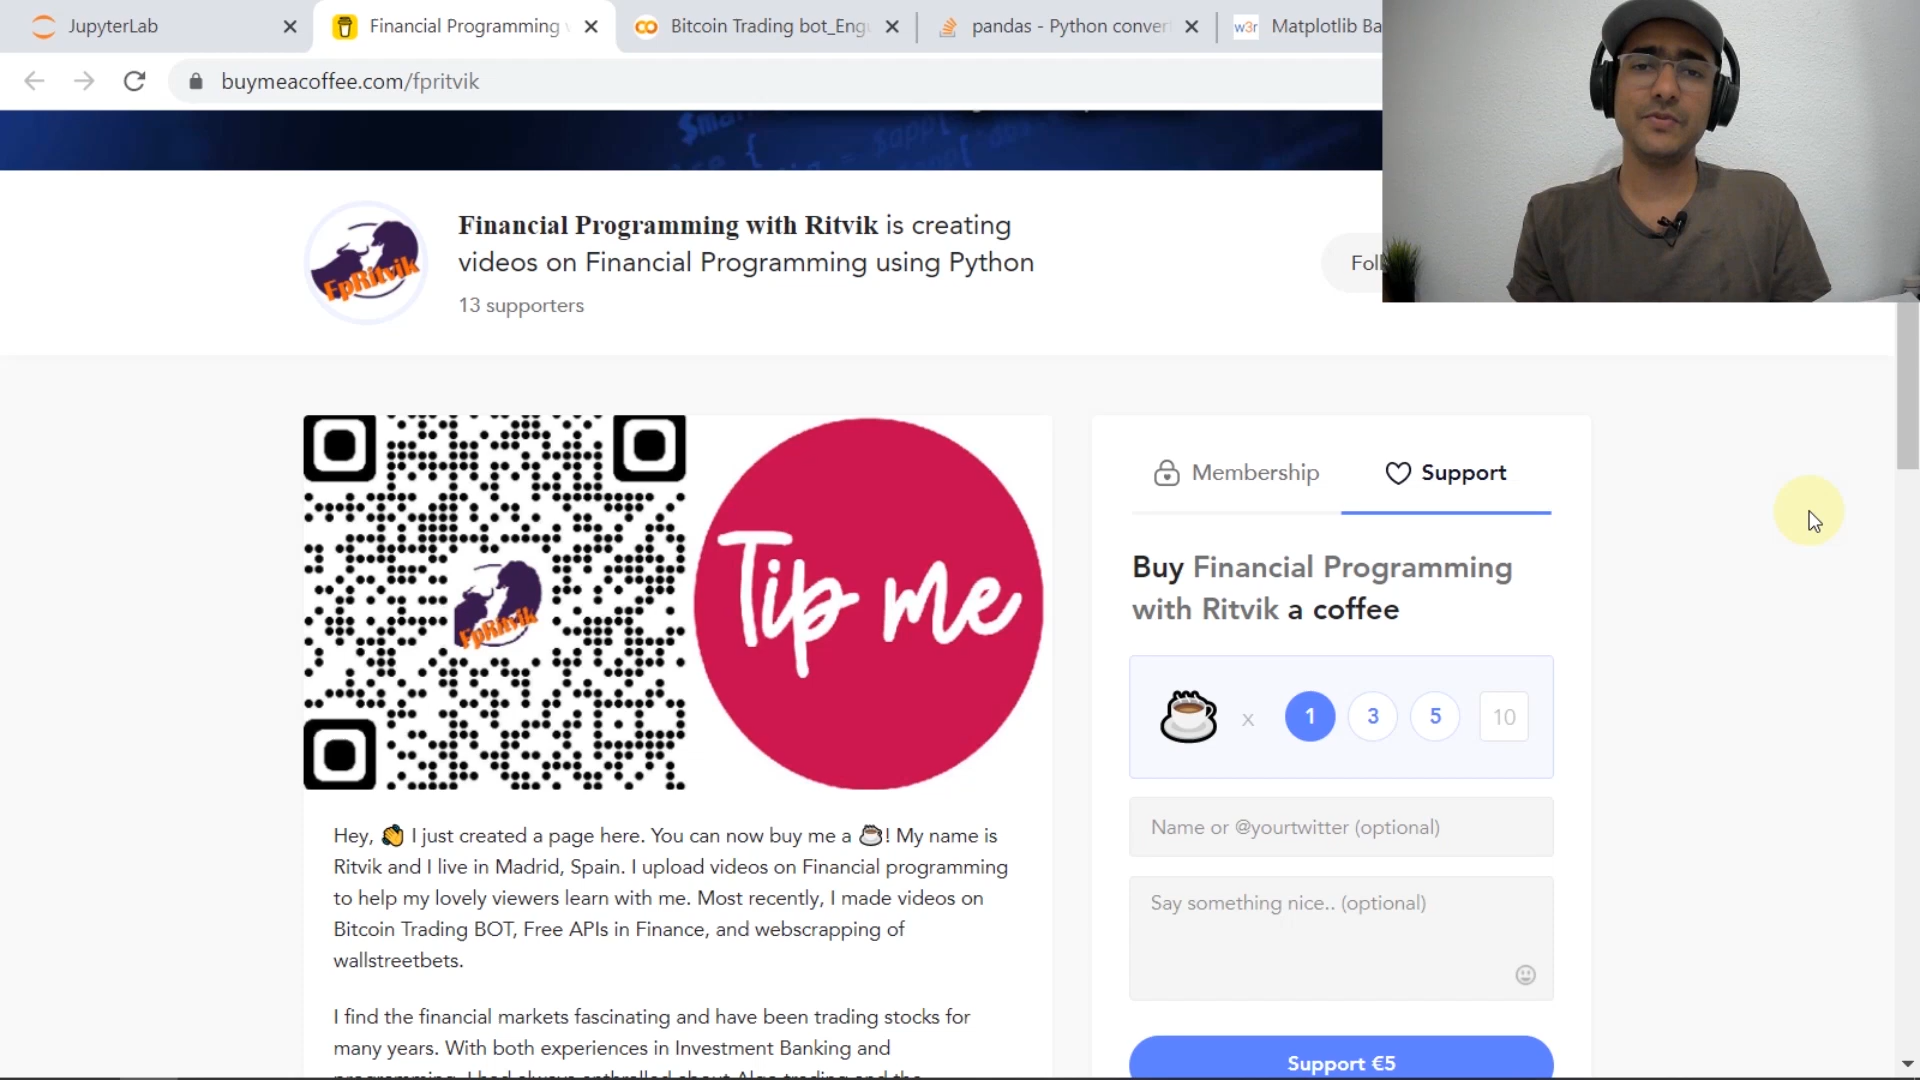 JupyterLab
Financial Programming
Bitcoin Trading bot_Engu
pandas - Python conver
w3r Matplotlib Ba
buymeacoffee.com/fpritvik
Financial Programming with Ritvik is creating
videos on Financial Programming using Python
13 supporters
Foll
FpRitvik
Membership
Support
FpRitvik
Tip me
Buy Financial Programming
with Ritvik a coffee
x 1 3 5 10
Name or @yourtwitter (optional)
Say something nice.. (optional)
Support €5
Hey, 👏 I just created a page here. You can now buy me a ☕! My name is
Ritvik and I live in Madrid, Spain. I upload videos on Financial programming
to help my lovely viewers learn with me. Most recently, I made videos on
Bitcoin Trading BOT, Free APIs in Finance, and webscrapping of
wallstreetbets.
I find the financial markets fascinating and have been trading stocks for
many years. With both experiences in Investment Banking and